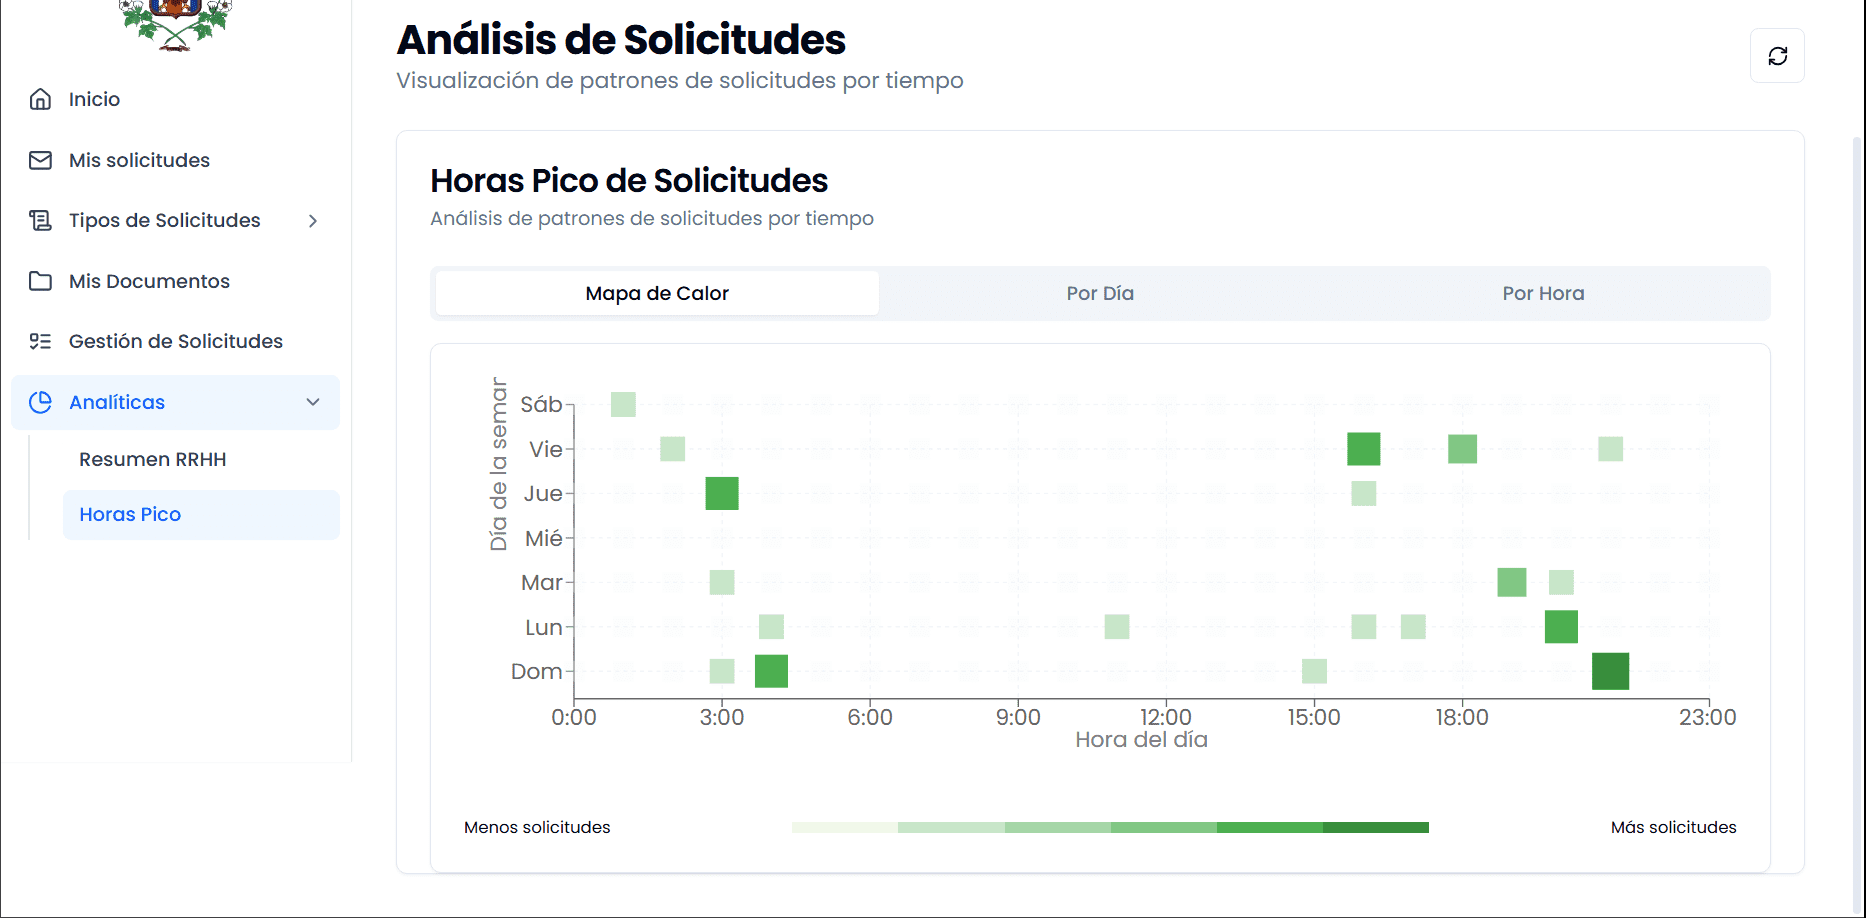 Análisis de Solicitudes
Visualización de patrones de solicitudes por tiempo
Inicio
Mis solicitudes
Tipos de Solicitudes
Mis Documentos
Gestión de Solicitudes
Analíticas
Resumen RRHH
Horas Pico
Horas Pico de Solicitudes
Análisis de patrones de solicitudes por tiempo
Mapa de Calor
Por Día
Por Hora
Día de la semar
Sáb
Vie
Jue
Mié
Mar
Lun
Dom
0:00 3:00 6:00 9:00 12:00 15:00 18:00 23:00
Hora del día
Menos solicitudes
Más solicitudes